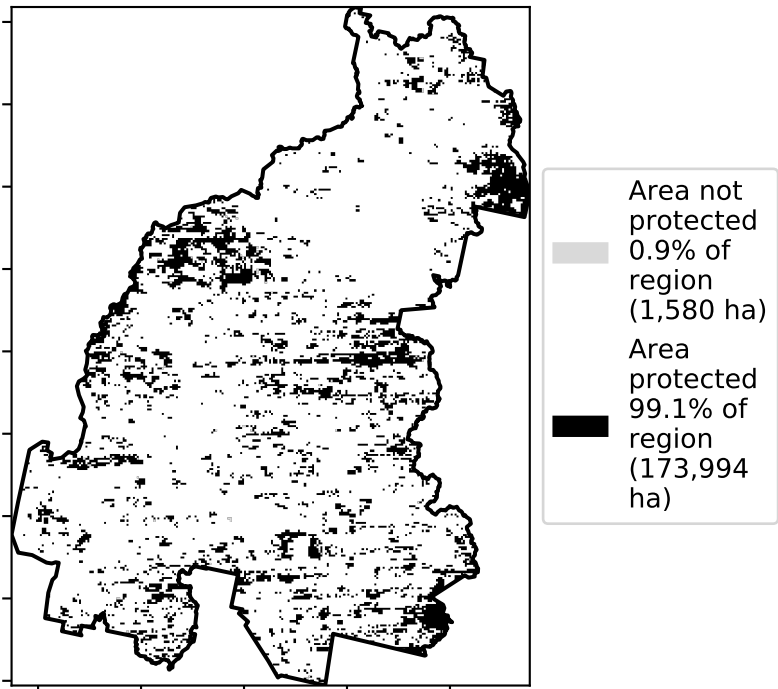 Area not
protected
0.9% of
region
(1,580 ha)
Area
protected
99.1% of
region
(173,994
ha)